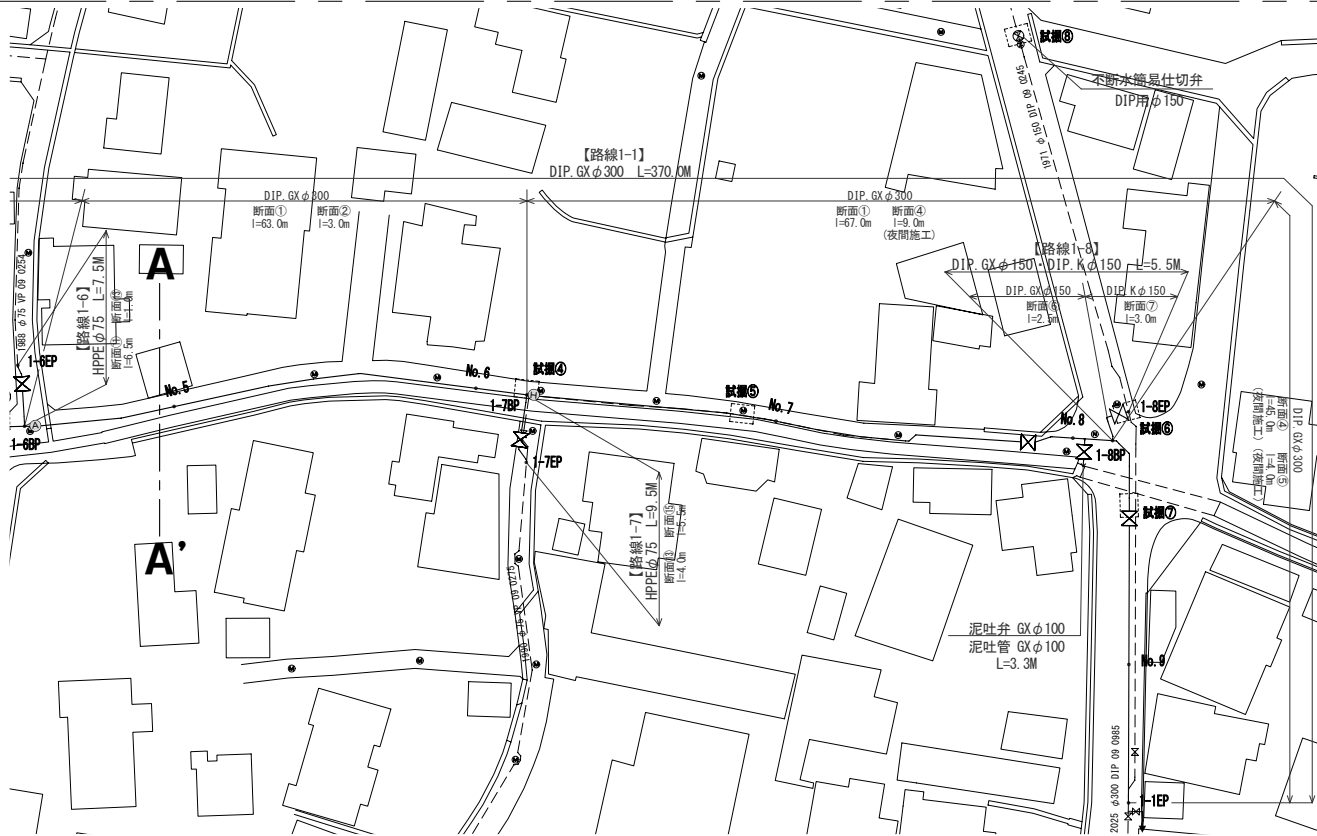 試掘⑧
不断水簡易仕切弁
DIP用φ150
1971 φ150 DIP 09 0245
【路線1-1】
DIP.GXφ300 L=370.0M
DIP.GXφ300
断面① 断面②
l=63.0m l=3.0m
DIP.GXφ300
断面① 断面④
l=67.0m l=9.0m
(夜間施工)
【路線1-8】
DIP.GXφ150・DIP.Kφ150 L=5.5M
DIP.GXφ150 DIP.Kφ150
断面⑥ 断面⑦
l=2.5m l=3.0m
A
1988 φ75 VP 09 0254
【路線1-6】
HPPEφ75 L=7.5M
l=6.5m l=1.0m
1-6EP
No.5
No.6
試掘④
1-7BP
試掘⑤
No.7
No.8
1-8EP
試掘⑥
1-8BP
1-6BP
1-7EP
試掘⑦
DIP.GXφ300
断面④ 断面⑤
l=45.0m l=4.0m
(夜間施工) (夜間施工)
A'
【路線1-7】
HPPEφ75 L=9.5M
断面⑬ 断面⑮
l=4.0m l=5.5m
泥吐弁 GXφ100
泥吐管 GXφ100
L=3.3M
No.9
2025 φ300 DIP 09 0985
1-1EP